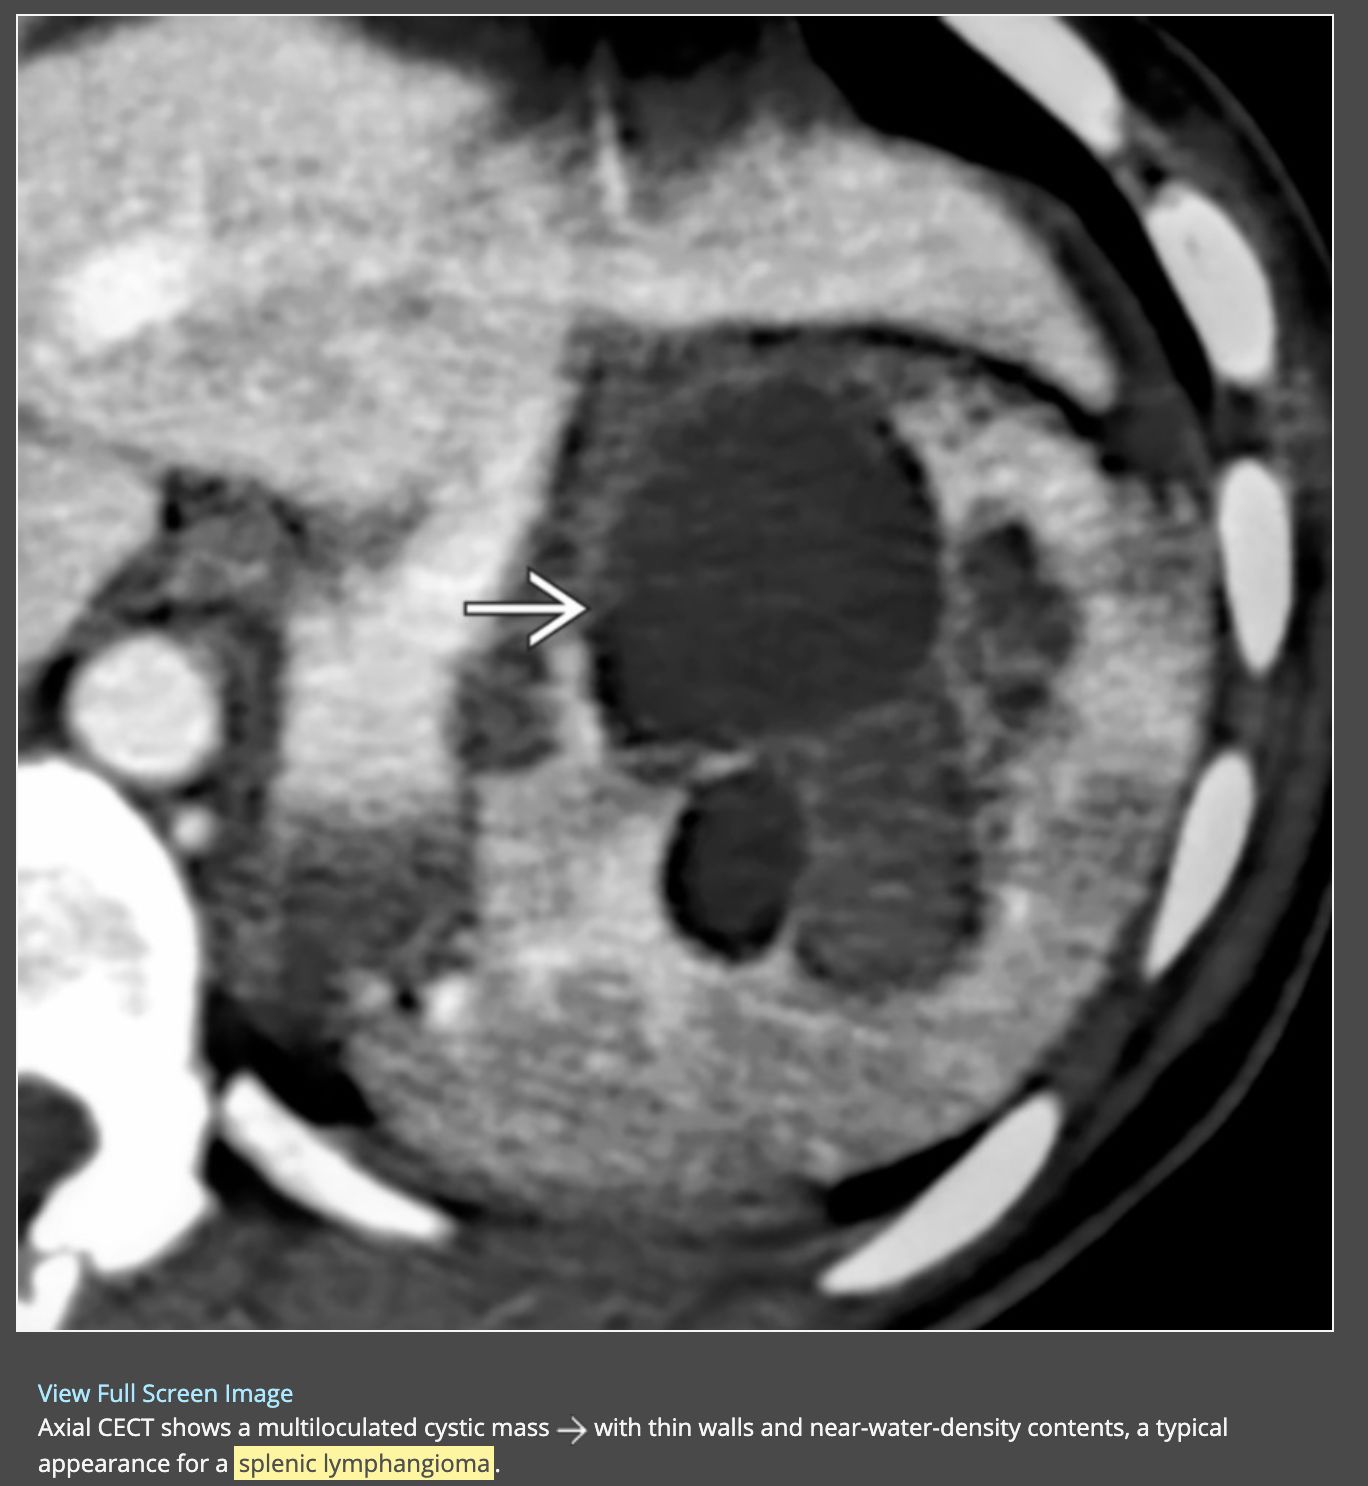 View Full Screen Image
Axial CECT shows a multiloculated cystic mass → with thin walls and near-water-density contents, a typical
appearance for a splenic lymphangioma.